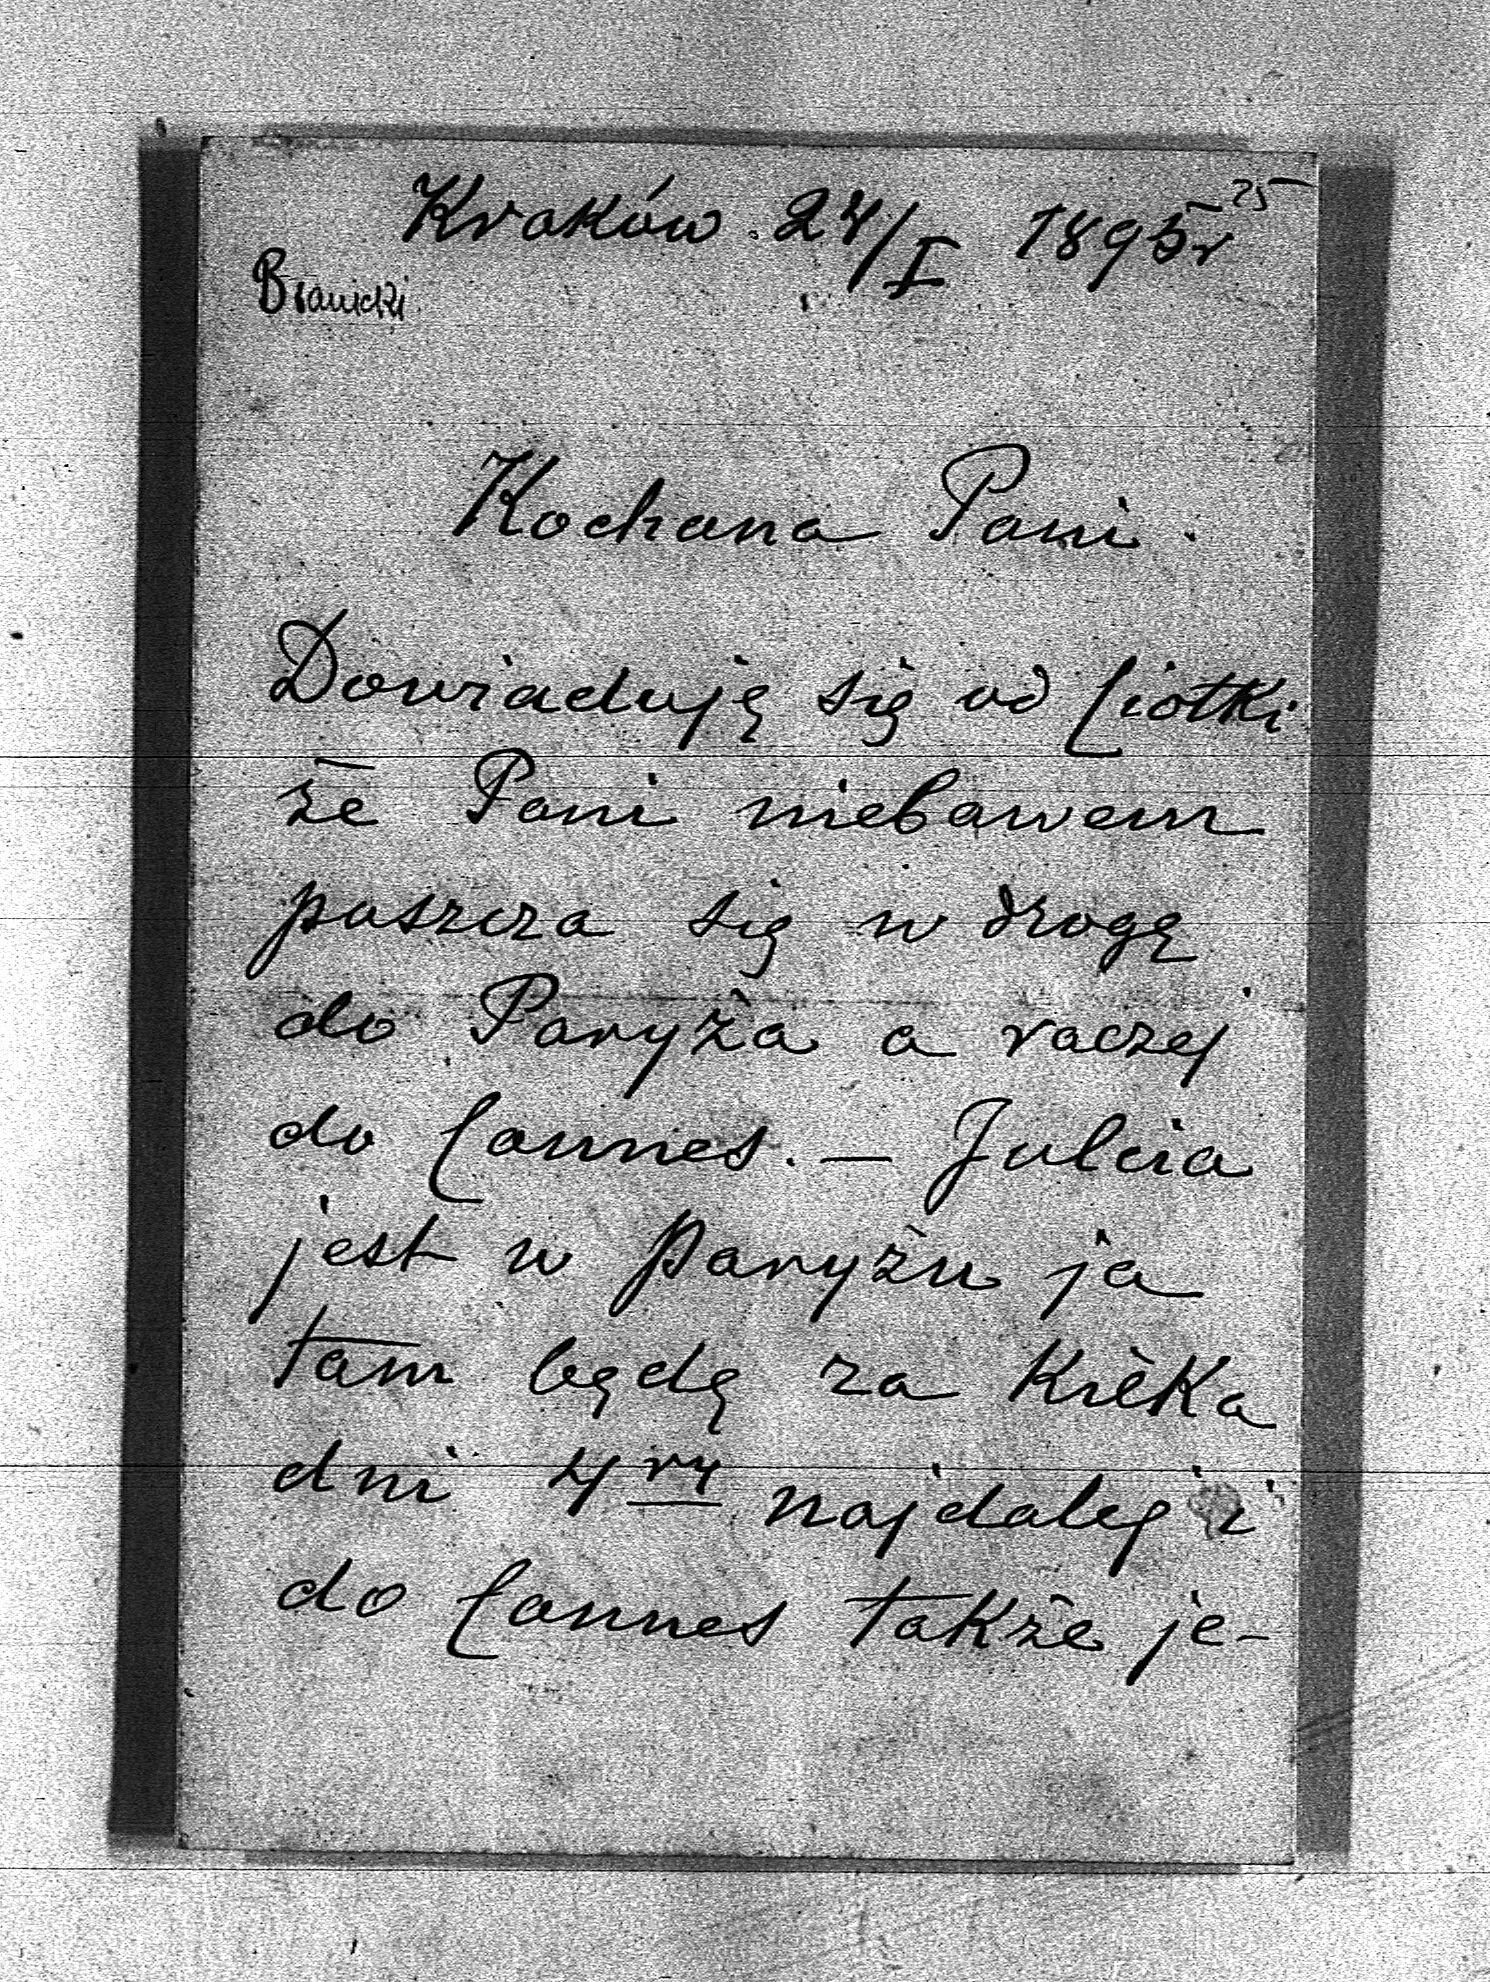 25
Kraków. 24/I 1895r
Branicki
Kochana Pani.
Dowiaduję się od Ciotki
że Pani niebawem
puszcza się w drogę
do Paryża a raczej
do Cannes. — Julcia
jest w Paryżu ja
tam będę za kilka
dni 4ry najdalej i
do Cannes także je-